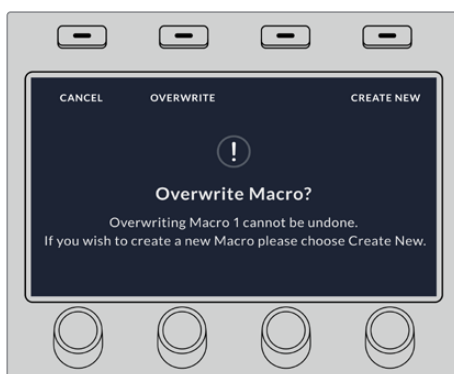 CANCEL OVERWRITE CREATE NEW
Overwrite Macro?
Overwriting Macro 1 cannot be undone.
If you wish to create a new Macro please choose Create New.